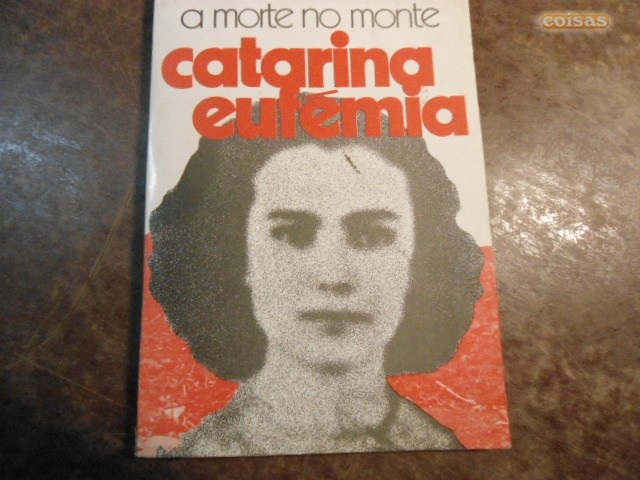 coisas
a morte no monte
catarina
eufémia